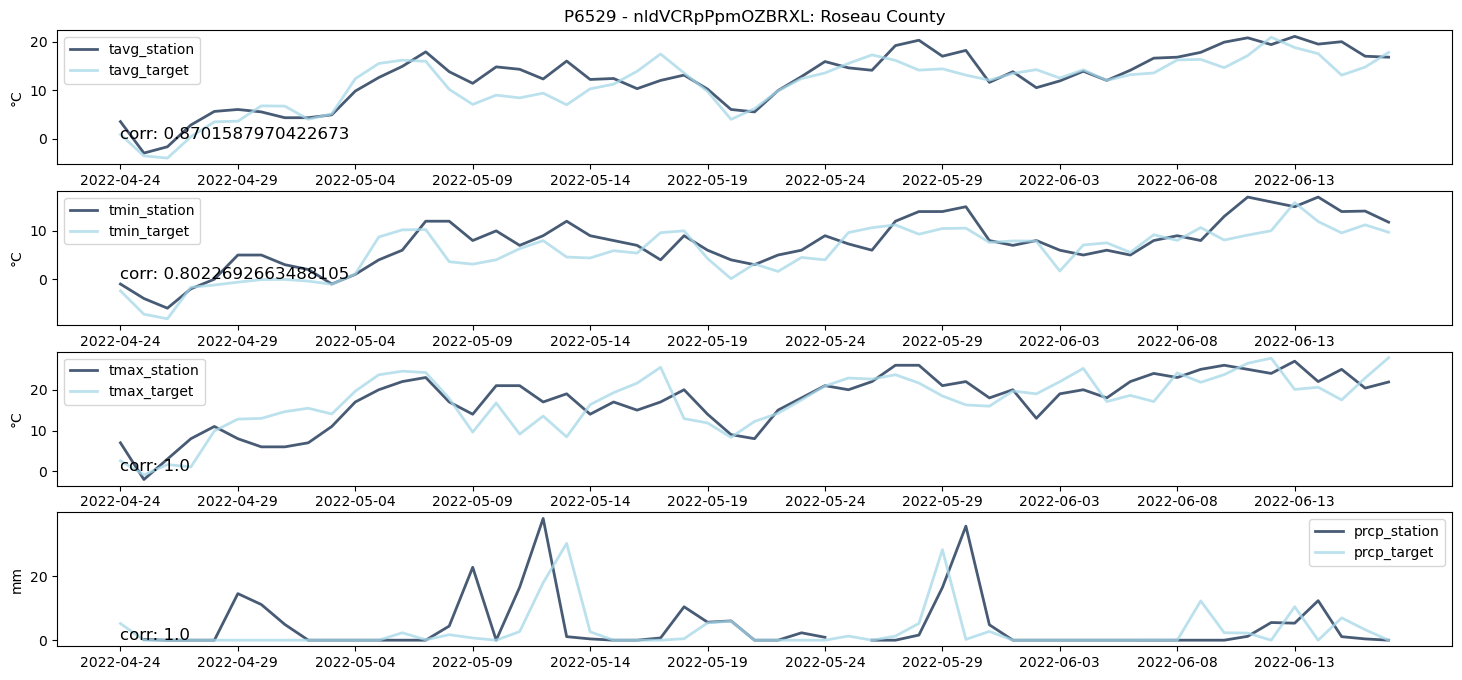 P6529 - nldVCRpPpmOZBRXL: Roseau County
20
10
0
°C
tavg_station
tavg_target
corr: 0.8701587970422673
2022-04-24 2022-04-29 2022-05-04 2022-05-09 2022-05-14 2022-05-19 2022-05-24 2022-05-29 2022-06-03 2022-06-08 2022-06-13
10
0
°C
tmin_station
tmin_target
corr: 0.8022692663488105
2022-04-24 2022-04-29 2022-05-04 2022-05-09 2022-05-14 2022-05-19 2022-05-24 2022-05-29 2022-06-03 2022-06-08 2022-06-13
20
10
0
°C
tmax_station
tmax_target
corr: 1.0
2022-04-24 2022-04-29 2022-05-04 2022-05-09 2022-05-14 2022-05-19 2022-05-24 2022-05-29 2022-06-03 2022-06-08 2022-06-13
20
0
mm
prcp_station
prcp_target
corr: 1.0
2022-04-24 2022-04-29 2022-05-04 2022-05-09 2022-05-14 2022-05-19 2022-05-24 2022-05-29 2022-06-03 2022-06-08 2022-06-13